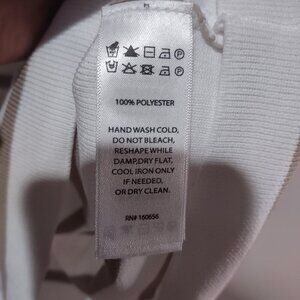 100% POLYESTER
HAND WASH COLD,
DO NOT BLEACH,
RESHAPE WHILE
DAMP,DRY FLAT,
COOL IRON ONLY
IF NEEDED,
OR DRY CLEAN.
RN# 160656